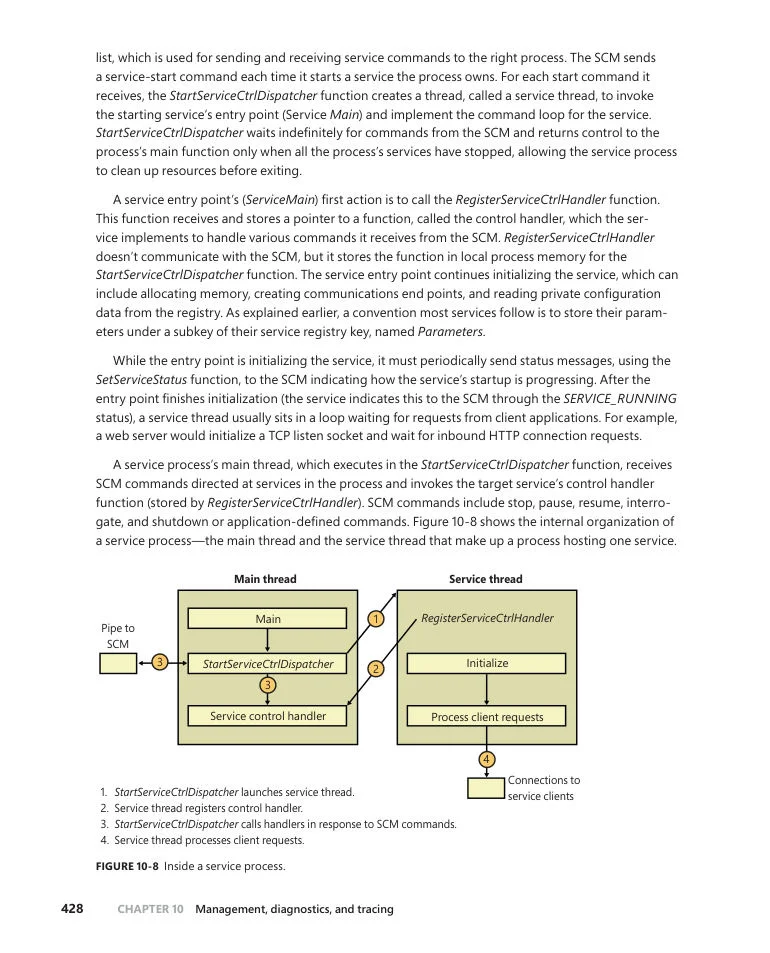 list, which is used for sending and receiving service commands to the right process. The SCM sends
a service-start command each time it starts a service the process owns. For each start command it
receives, the StartServiceCtrlDispatcher function creates a thread, called a service thread, to invoke
the starting service's entry point (Service Main) and implement the command loop for the service.
StartServiceCtrlDispatcher waits indefinitely for commands from the SCM and returns control to the
process's main function only when all the process's services have stopped, allowing the service process
to clean up resources before exiting.
A service entry point's (ServiceMain) first action is to call the RegisterServiceCtrlHandler function.
This function receives and stores a pointer to a function, called the control handler, which the ser-
vice implements to handle various commands it receives from the SCM. RegisterServiceCtrlHandler
doesn't communicate with the SCM, but it stores the function in local process memory for the
StartServiceCtrlDispatcher function. The service entry point continues initializing the service, which can
include allocating memory, creating communications end points, and reading private configuration
data from the registry. As explained earlier, a convention most services follow is to store their param-
eters under a subkey of their service registry key, named Parameters.
While the entry point is initializing the service, it must periodically send status messages, using the
SetServiceStatus function, to the SCM indicating how the service's startup is progressing. After the
entry point finishes initialization (the service indicates this to the SCM through the SERVICE_RUNNING
status), a service thread usually sits in a loop waiting for requests from client applications. For example,
a web server would initialize a TCP listen socket and wait for inbound HTTP connection requests.
A service process's main thread, which executes in the StartServiceCtrlDispatcher function, receives
SCM commands directed at services in the process and invokes the target service's control handler
function (stored by RegisterServiceCtrlHandler). SCM commands include stop, pause, resume, interro-
gate, and shutdown or application-defined commands. Figure 10-8 shows the internal organization of
a service process—the main thread and the service thread that make up a process hosting one service.
Main thread
Service thread
Main
1
RegisterServiceCtrlHandler
Pipe to
SCM
3
StartServiceCtrlDispatcher
2
Initialize
3
Service control handler
Process client requests
4
Connections to
service clients
1. StartServiceCtrlDispatcher launches service thread.
2. Service thread registers control handler.
3. StartServiceCtrlDispatcher calls handlers in response to SCM commands.
4. Service thread processes client requests.
FIGURE 10-8 Inside a service process.
428 CHAPTER 10 Management, diagnostics, and tracing